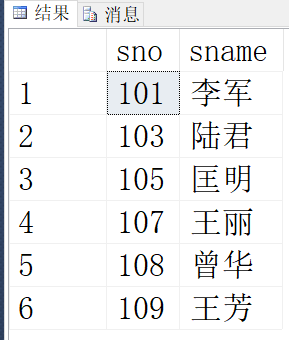 结果 消息
sno sname
1 101 李军
2 103 陆君
3 105 匡明
4 107 王丽
5 108 曾华
6 109 王芳